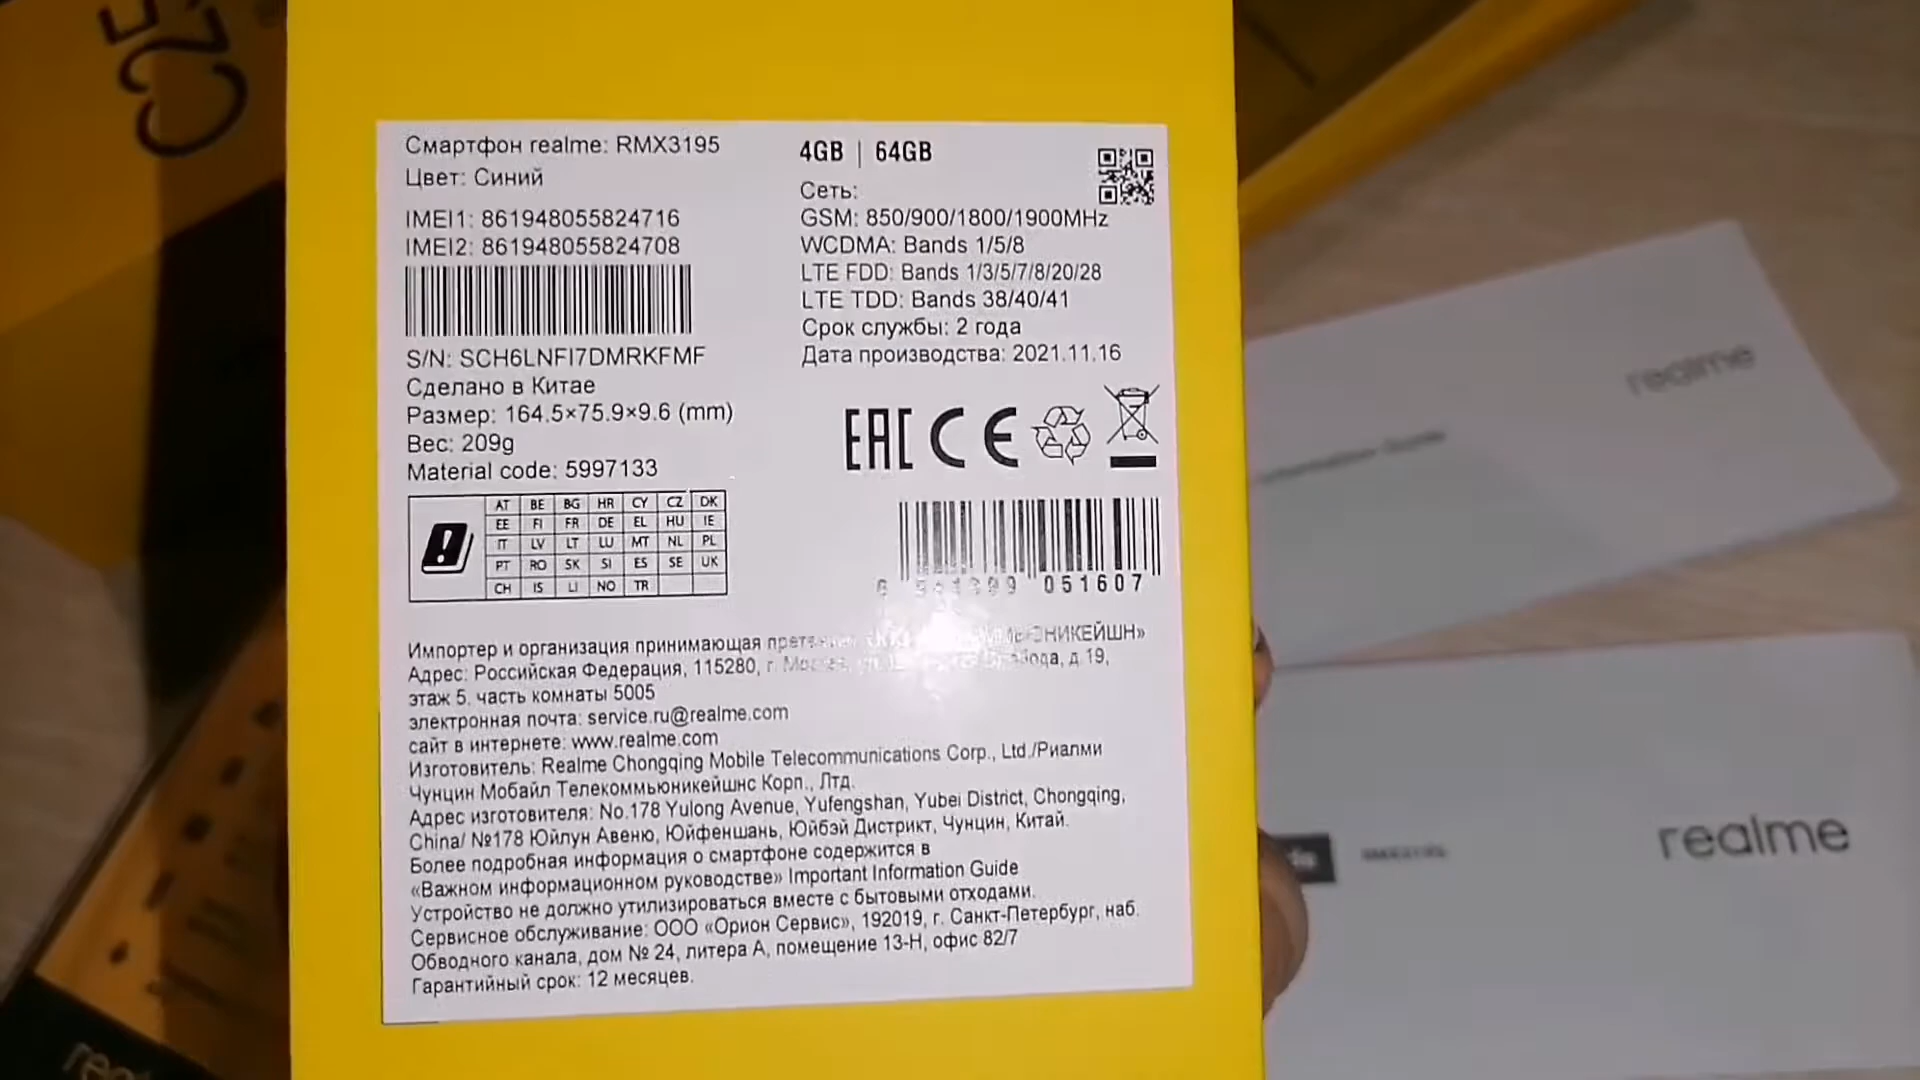 Смартфон realme: RMX3195
Цвет: Синий
IMEI1: 861948055824716
IMEI2: 861948055824708
S/N: SCH6LNFI7DMRKFMF
Сделано в Китае
Размер: 164.5×75.9×9.6 (mm)
Вес: 209g
Material code: 5997133
AT BE BG HR CY CZ DK
EE FI FR DE EL HU IE
IT LV LT LU MT NL PL
PT RO SK SI ES SE UK
CH IS LI NO TR
4GB | 64GB
Сеть:
GSM: 850/900/1800/1900MHz
WCDMA: Bands 1/5/8
LTE FDD: Bands 1/3/5/7/8/20/28
LTE TDD: Bands 38/40/41
Срок службы: 2 года
Дата производства: 2021.11.16
EAC CE
051607
Импортер и организация принимающая
Адрес: Российская Федерация, 115280, г. д. 19,
этаж 5. часть комнаты 5005
электронная почта: service.ru@realme.com
сайт в интернете: www.realme.com
Изготовитель: Realme Chongqing Mobile Telecommunications Corp., Ltd./Риалми
Чунцин Мобайл Телекоммьюникейшнс Корп., Лтд.
Адрес изготовителя: No.178 Yulong Avenue, Yufengshan, Yubei District, Chongqing,
China/ №178 Юйлун Авеню, Юйфеншань, Юйбэй Дистрикт, Чунцин, Китай.
Более подробная информация о смартфоне содержится в
«Важном информационном руководстве» Important Information Guide
Устройство не должно утилизироваться вместе с бытовыми отходами.
Сервисное обслуживание: ООО «Орион Сервис», 192019, г. Санкт-Петербург, наб.
Обводного канала, дом № 24, литера А, помещение 13-Н, офис 82/7
Гарантийный срок: 12 месяцев.
realme
realme